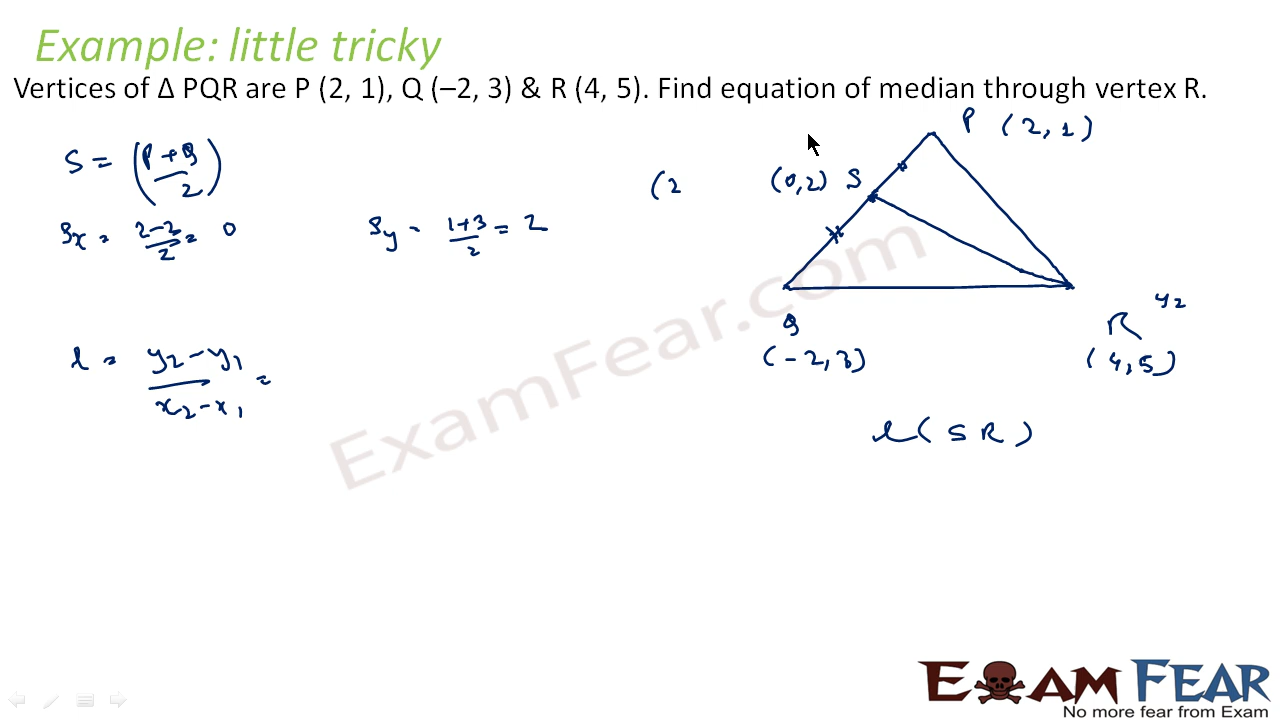 Example: little tricky
Vertices of Δ PQR are P (2, 1), Q (–2, 3) & R (4, 5). Find equation of median through vertex R.
P (2, 1)
S = (P + Q / 2)
(2
(0,2) S
Sx = 2-2/2 = 0
Sy = 1+3/2 = 2
y2
Q
R
l = y2 - y1 / x2 - x1 =
(-2, 3)
(4, 5)
l ( S R )
ExamFear.com
EXAM FEAR
No more fear from Exam